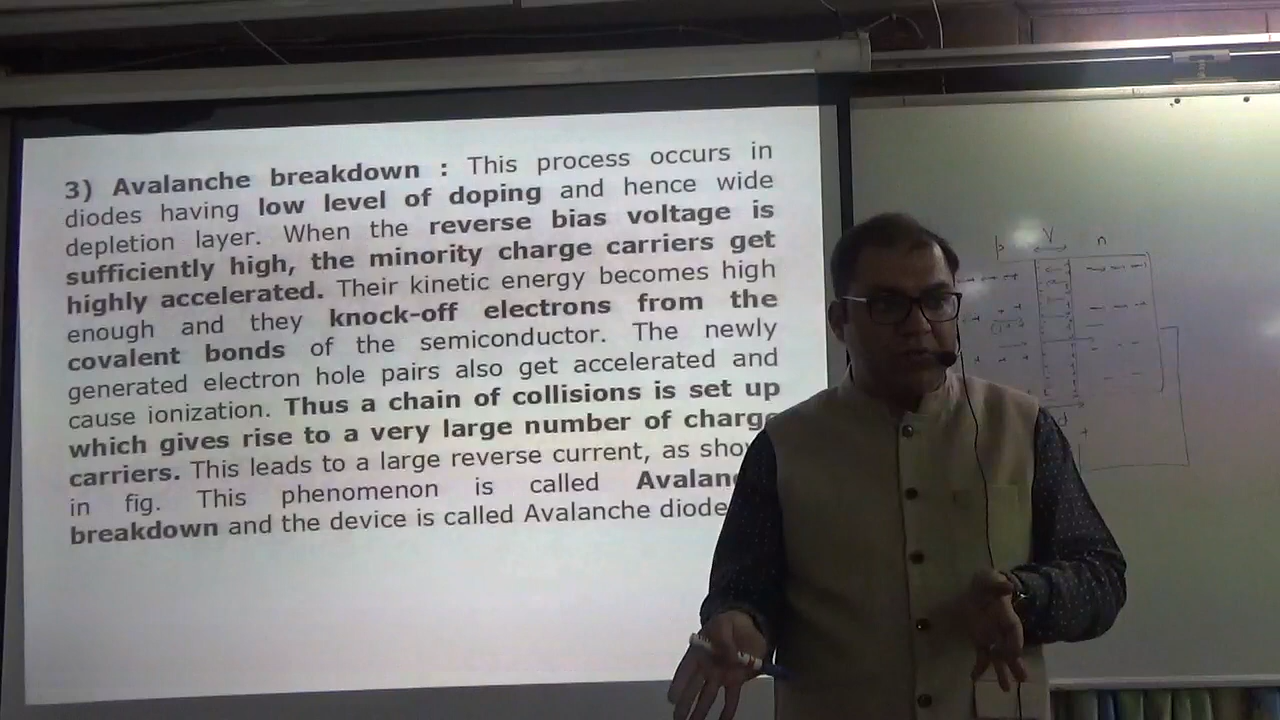 3) Avalanche breakdown : This process occurs in
diodes having low level of doping and hence wide
depletion layer. When the reverse bias voltage is
sufficiently high, the minority charge carriers get
highly accelerated. Their kinetic energy becomes high
enough and they knock-off electrons from the
covalent bonds of the semiconductor. The newly
generated electron hole pairs also get accelerated and
cause ionization. Thus a chain of collisions is set up
which gives rise to a very large number of charge
carriers. This leads to a large reverse current, as
in fig. This phenomenon is called
breakdown and the device is called Avalanche diode
p V n